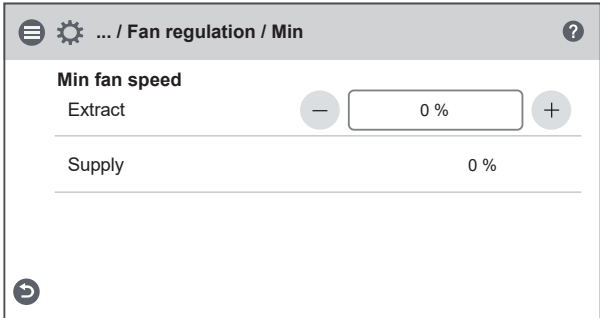 ... / Fan regulation / Min
?
Min fan speed
Extract − 0 % +
Supply 0 %